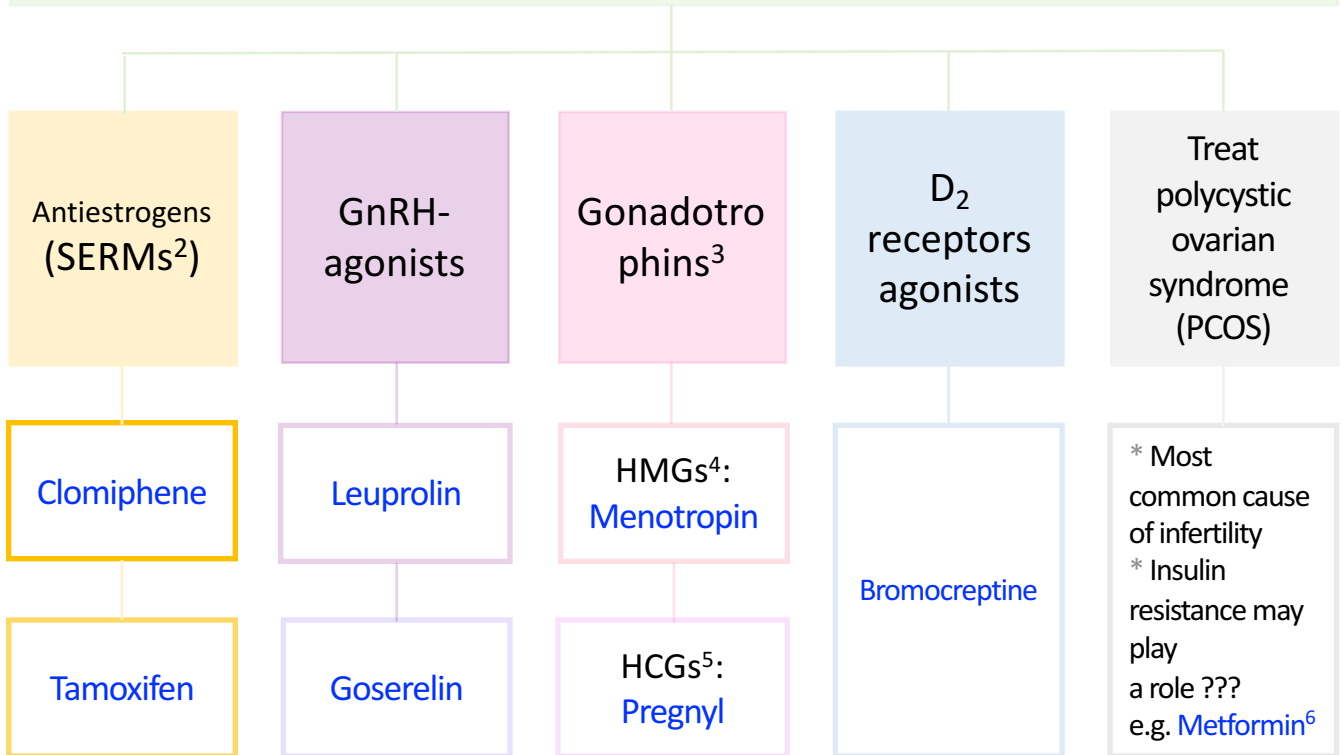 Antiestrogens
(SERMs²)
GnRH-
agonists
Gonadotro
phins³
D₂
receptors
agonists
Treat
polycystic
ovarian
syndrome
(PCOS)
Clomiphene
Leuprolin
HMGs⁴:
Menotropin
Bromocreptine
* Most
common cause
of infertility
* Insulin
resistance may
play
a role ???
e.g. Metformin⁶
Tamoxifen
Goserelin
HCGs⁵:
Pregnyl